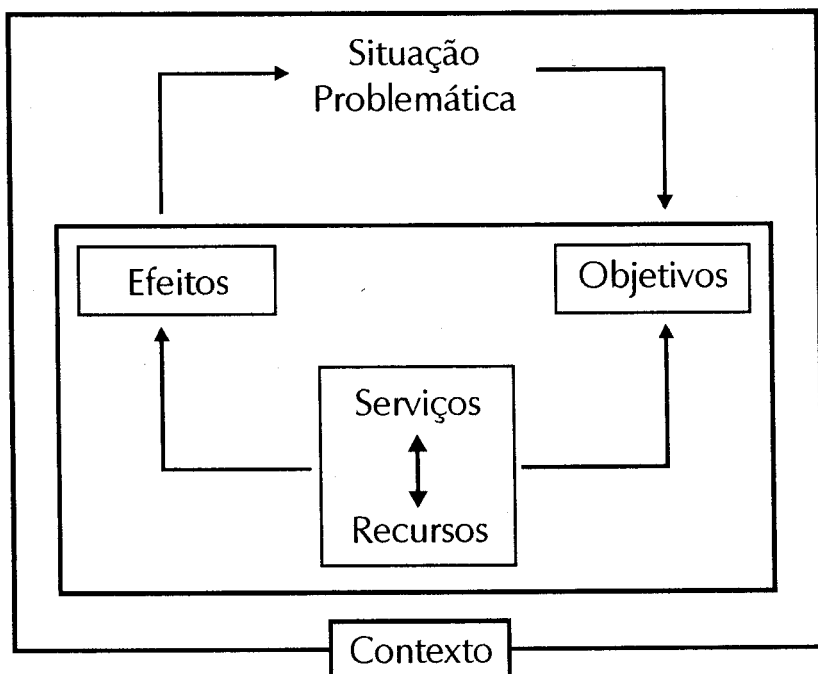 Situação
Problemática
Efeitos
Objetivos
Serviços
Recursos
Contexto